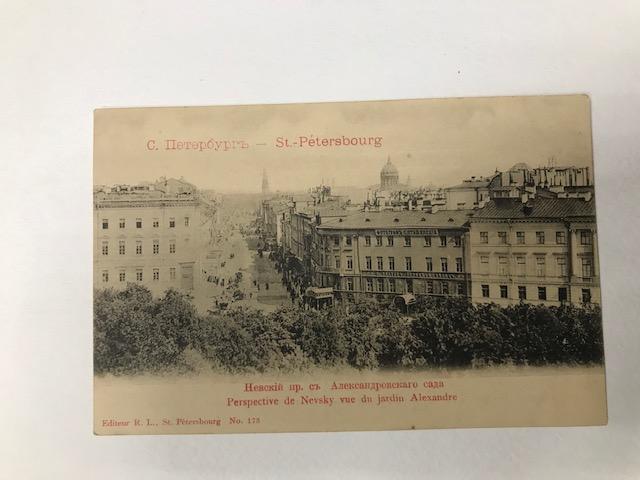 С. Петербургъ — St.-Pétersbourg
Невскій пр. съ Александровскаго сада
Perspective de Nevsky vue du jardin Alexandre
Editeur R. L., St. Pétersbourg No. 173